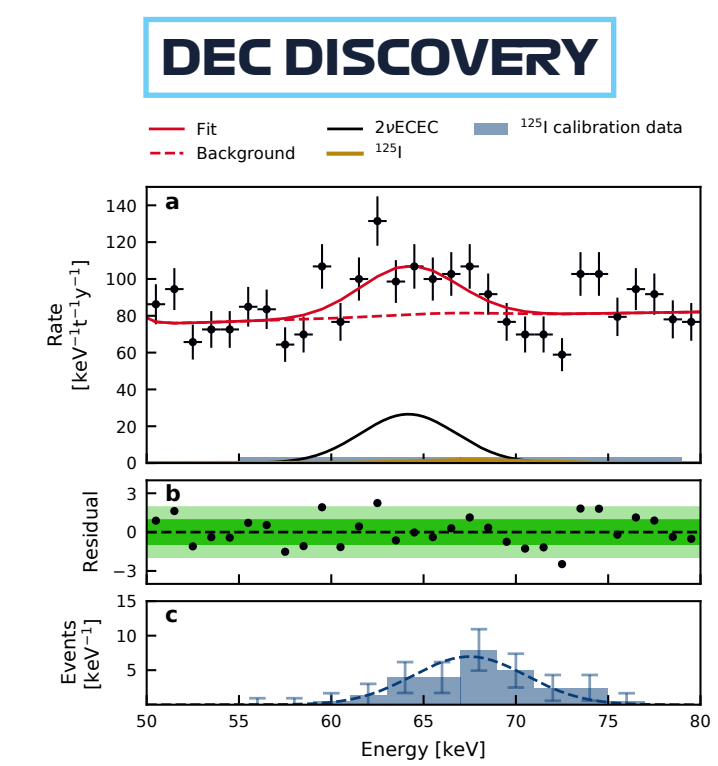 DEC DISCOVERY
Fit
Background
2νECEC
¹²⁵I
¹²⁵I calibration data
a
140
120
100
80
60
40
20
0
Rate
[keV⁻¹t⁻¹y⁻¹]
b
3
0
−3
Residual
c
15
10
5
Events
[keV⁻¹]
50 55 60 65 70 75 80
Energy [keV]